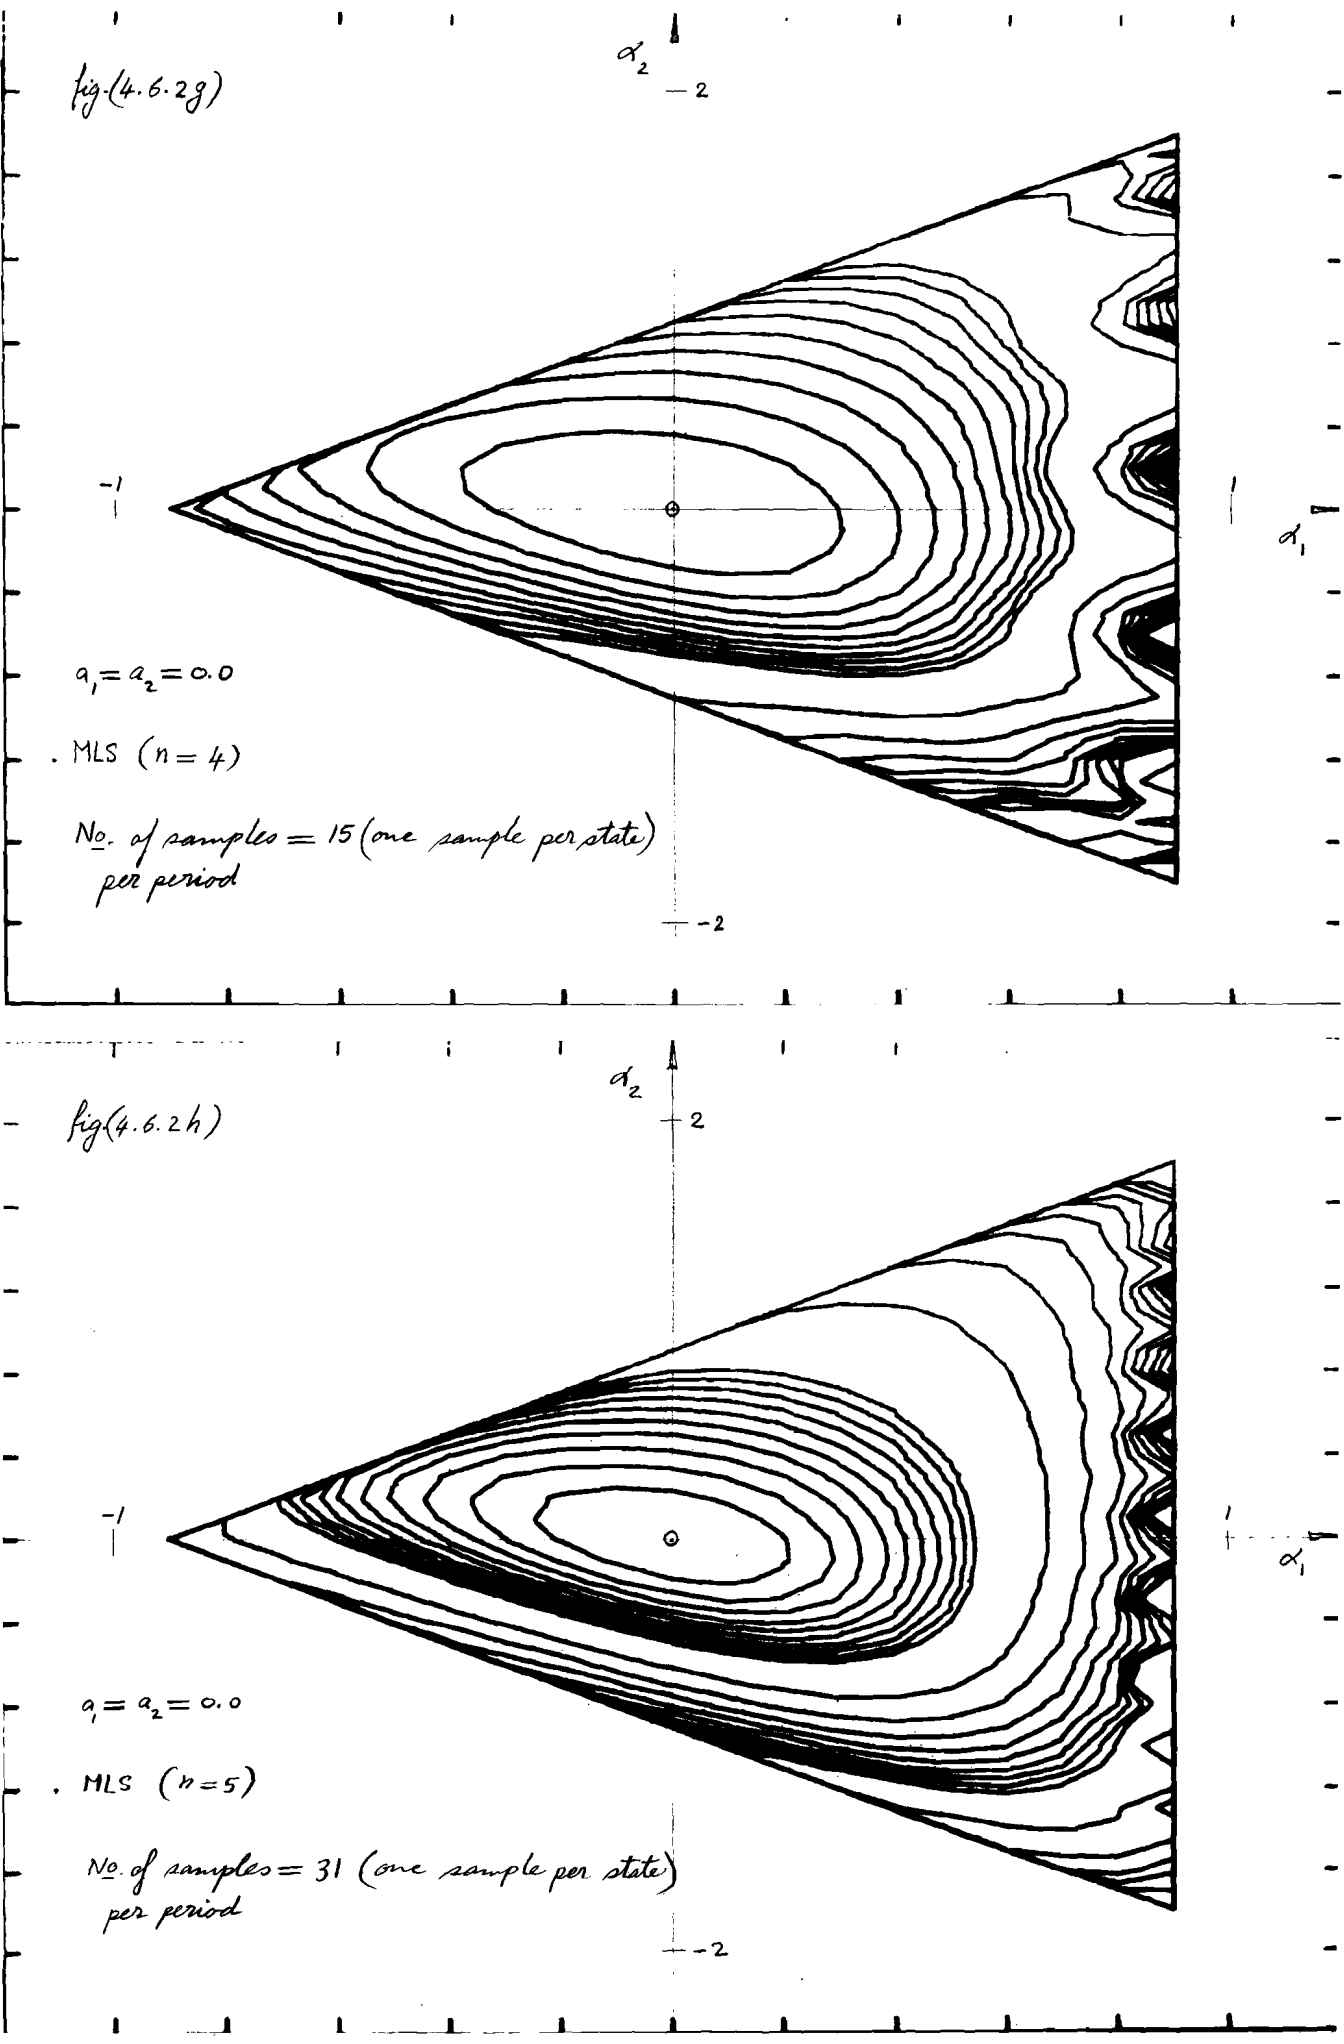 α₂
2
fig.(4.6.2g)
-1
1
α₁
a₁ = a₂ = 0.0
. MLS (n = 4)
No. of samples = 15 (one sample per state)
per period
-2
α₂
2
fig.(4.6.2h)
-1
1
α₁
a₁ = a₂ = 0.0
. MLS (n=5)
No. of samples = 31 (one sample per state)
per period
-2